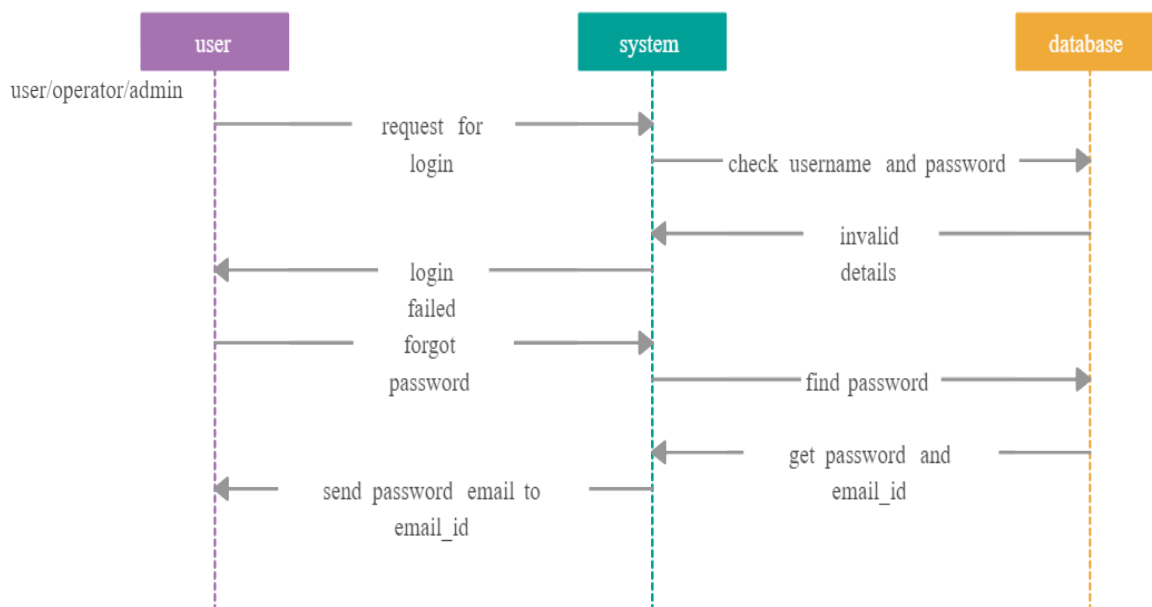 user
system
database
user/operator/admin
request for
login
check username and password
invalid
details
login
failed
forgot
password
find password
get password and
email_id
send password email to
email_id